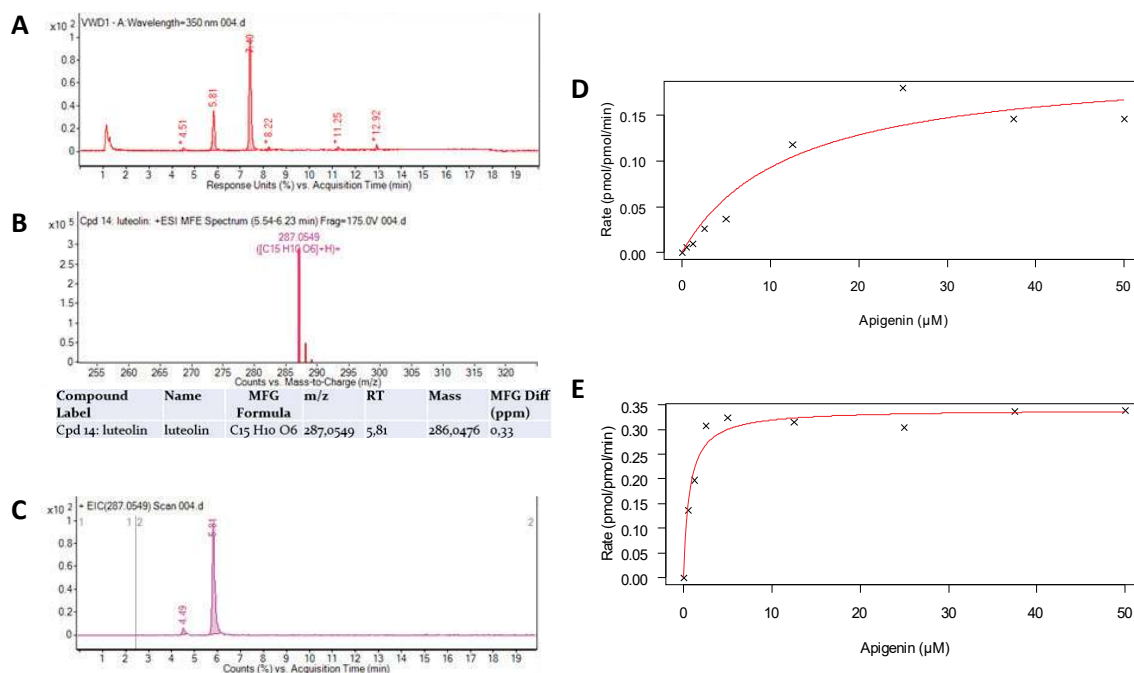 A
VWD1 - A:Wavelength=350 nm 004.d
x10 2
1
0.8
0.6
0.4
0.2
0
* 4.51
5.81
7.40
* 8.22
* 11.25
* 12.92
1 2 3 4 5 6 7 8 9 10 11 12 13 14 15 16 17 18 19
Response Units (%) vs. Acquisition Time (min)
B
Cpd 14: luteolin: +ESI MFE Spectrum (5.54-6.23 min) Frag=175.0V 004.d
x10 5
3
2.5
2
1.5
1
0.5
0
287.0549
([C15 H10 O6]+H)+
255 260 265 270 275 280 285 290 295 300 305 310 315 320
Counts vs. Mass-to-Charge (m/z)
Compound Label Name MFG Formula m/z RT Mass MFG Diff (ppm)
Cpd 14: luteolin luteolin C15 H10 O6 287,0549 5,81 286,0476 0,33
C
+ EIC(287.0549) Scan 004.d
x10 2
1 1 2 2
1
0.8
0.6
0.4
0.2
0
4.49
5.81
1 2 3 4 5 6 7 8 9 10 11 12 13 14 15 16 17 18 19
Counts (%) vs. Acquisition Time (min)
D
Rate (pmol/pmol/min)
0.15
0.10
0.05
0.00
0 10 20 30 40 50
Apigenin (µM)
E
Rate (pmol/pmol/min)
0.35
0.30
0.25
0.20
0.15
0.10
0.05
0.00
0 10 20 30 40 50
Apigenin (µM)